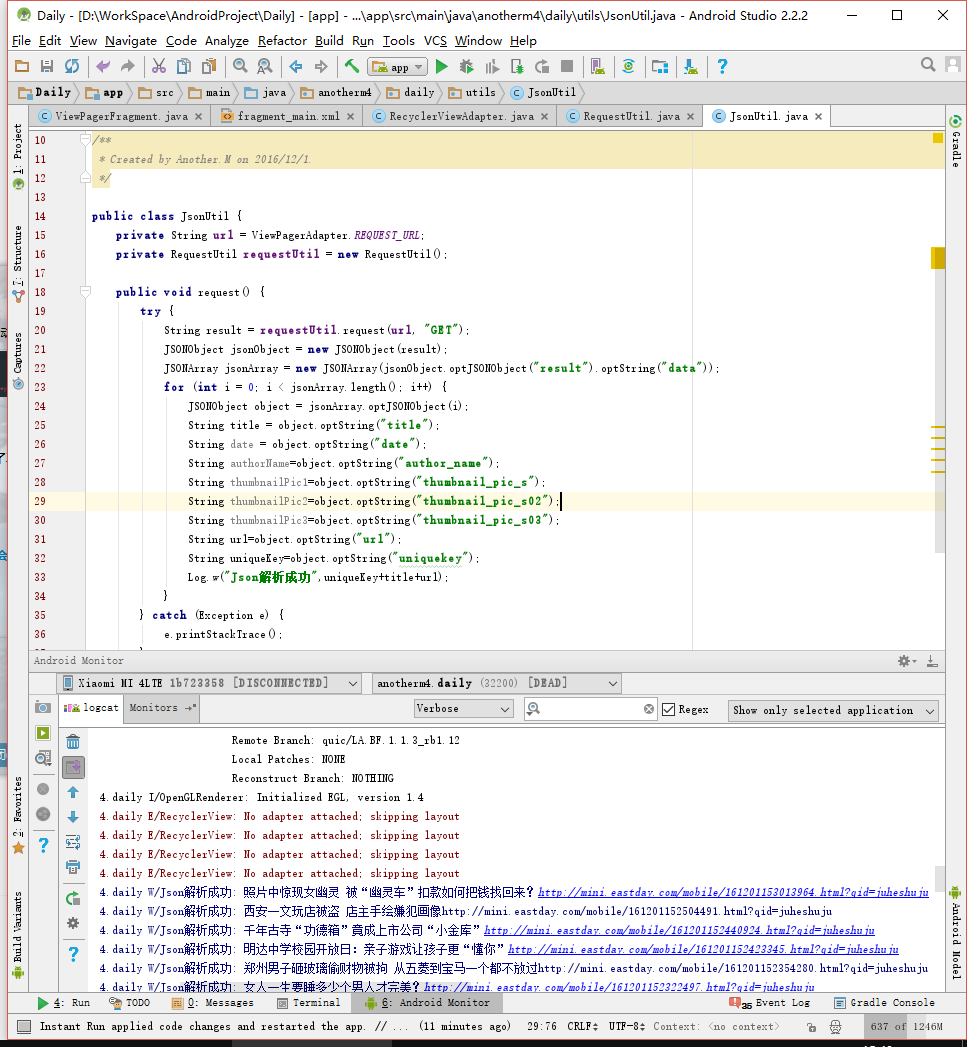 Daily - [D:\WorkSpace\AndroidProject\Daily] - [app] - ...\app\src\main\java\anotherm4\daily\utils\JsonUtil.java - Android Studio 2.2.2
File Edit View Navigate Code Analyze Refactor Build Run Tools VCS Window Help
app
Daily app src main java anotherm4 daily utils JsonUtil
ViewPagerFragment.java fragment_main.xml RecyclerViewAdapter.java RequestUtil.java JsonUtil.java
1: Project
7: Structure
Captures
2: Favorites
Build Variants
Gradle
Android Model
10 /**
11 * Created by Another.M on 2016/12/1.
12 */
13
14 public class JsonUtil {
15 private String url = ViewPagerAdapter.REQUEST_URL;
16 private RequestUtil requestUtil = new RequestUtil();
17
18 public void request() {
19 try {
20 String result = requestUtil.request(url, "GET");
21 JSONObject jsonObject = new JSONObject(result);
22 JSONArray jsonArray = new JSONArray(jsonObject.optJSONObject("result").optString("data"));
23 for (int i = 0; i < jsonArray.length(); i++) {
24 JSONObject object = jsonArray.optJSONObject(i);
25 String title = object.optString("title");
26 String date = object.optString("date");
27 String authorName=object.optString("author_name");
28 String thumbnailPic1=object.optString("thumbnail_pic_s");
29 String thumbnailPic2=object.optString("thumbnail_pic_s02");
30 String thumbnailPic3=object.optString("thumbnail_pic_s03");
31 String url=object.optString("url");
32 String uniqueKey=object.optString("uniquekey");
33 Log.w("Json解析成功",uniqueKey+title+url);
34 }
35 } catch (Exception e) {
36 e.printStackTrace();
Android Monitor
Xiaomi MI 4LTE 1b723358 [DISCONNECTED] anotherm4.daily (32200) [DEAD]
logcat Monitors Verbose Regex Show only selected application
Remote Branch: quic/LA.BF.1.1.3_rb1.12
Local Patches: NONE
Reconstruct Branch: NOTHING
4.daily I/OpenGLRenderer: Initialized EGL, version 1.4
4.daily E/RecyclerView: No adapter attached; skipping layout
4.daily E/RecyclerView: No adapter attached; skipping layout
4.daily E/RecyclerView: No adapter attached; skipping layout
4.daily E/RecyclerView: No adapter attached; skipping layout
4.daily W/Json解析成功: 照片中惊现女幽灵 被“幽灵车”扣款如何把钱找回来？http://mini.eastday.com/mobile/161201153013964.html?qid=juheshuju
4.daily W/Json解析成功: 西安一文玩店被盗 店主手绘嫌犯画像http://mini.eastday.com/mobile/161201152504491.html?qid=juheshuju
4.daily W/Json解析成功: 千年古寺“功德箱”竟成上市公司“小金库”http://mini.eastday.com/mobile/161201152440924.html?qid=juheshuju
4.daily W/Json解析成功: 明达中学校园开放日：亲子游戏让孩子更“懂你”http://mini.eastday.com/mobile/161201152423345.html?qid=juheshuju
4.daily W/Json解析成功: 郑州男子砸玻璃偷财物被拘 从五菱到宝马一个都不放过http://mini.eastday.com/mobile/161201152354280.html?qid=juheshuju
4.daily W/Json解析成功: 女人一生要睡多少个男人才完美？http://mini.eastday.com/mobile/161201152322497.html?qid=juheshuju
4: Run TODO 0: Messages Terminal 6: Android Monitor 35 Event Log Gradle Console
Instant Run applied code changes and restarted the app. // ... (11 minutes ago) 29:76 CRLF UTF-8 Context: <no context> 637 of 1246M